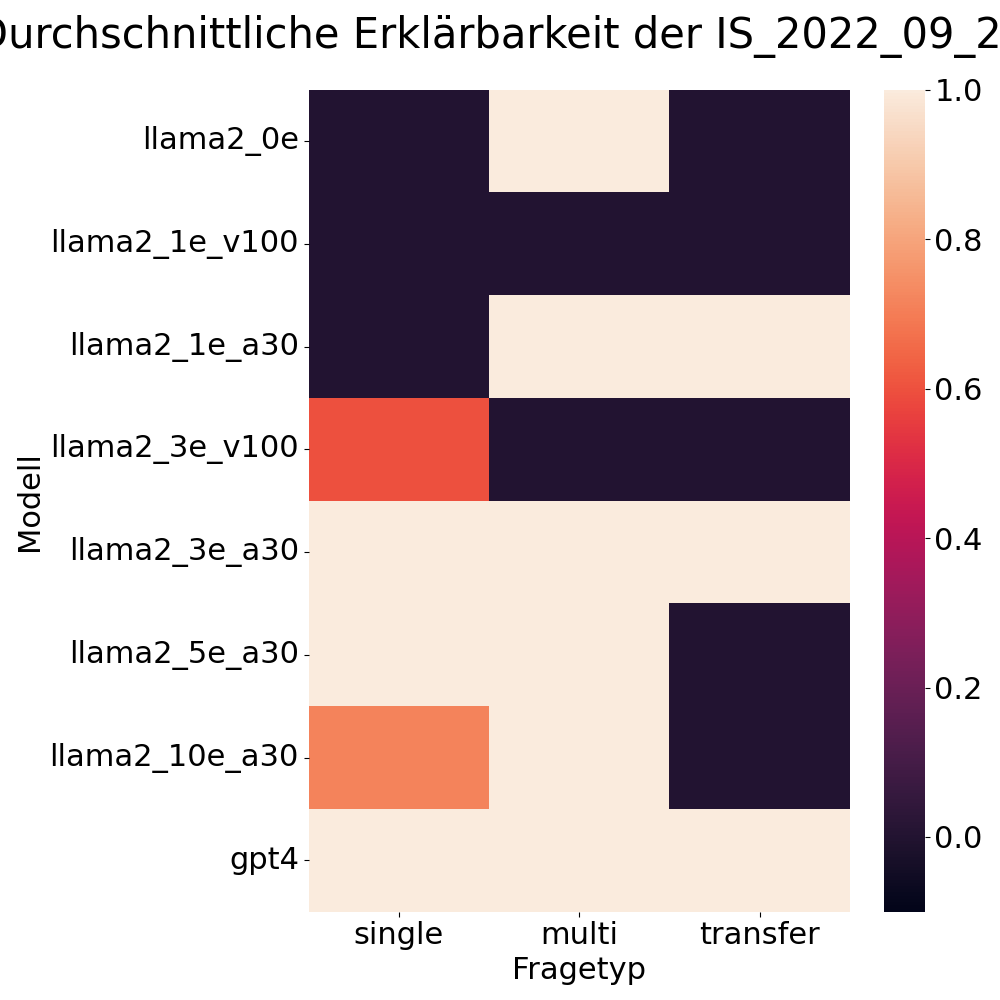 Durchschnittliche Erklärbarkeit der IS_2022_09_2
1.0
llama2_0e
llama2_1e_v100
0.8
llama2_1e_a30
0.6
llama2_3e_v100
Modell
llama2_3e_a30
0.4
llama2_5e_a30
0.2
llama2_10e_a30
0.0
gpt4
single multi transfer
Fragetyp